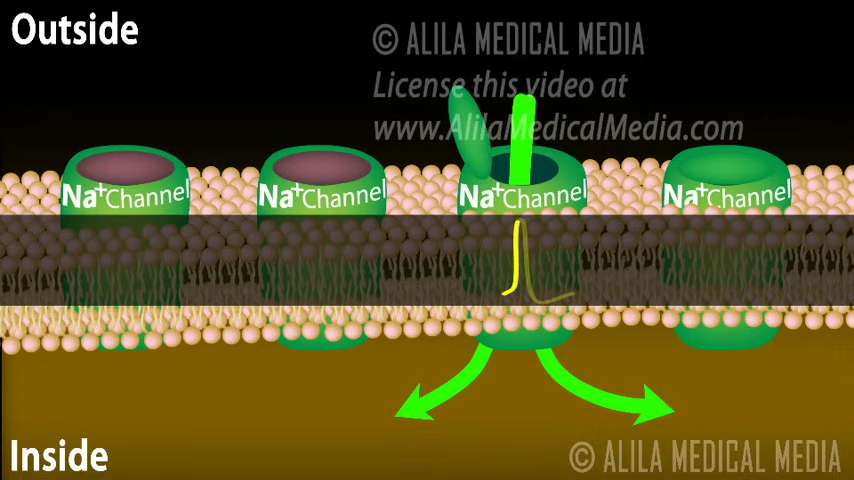 Outside
© ALILA MEDICAL MEDIA
License this video at
www.AlilaMedicalMedia.com
Na+ Channel
Na+ Channel
Na+ Channel
Na+ Channel
Inside
© ALILA MEDICAL MEDIA